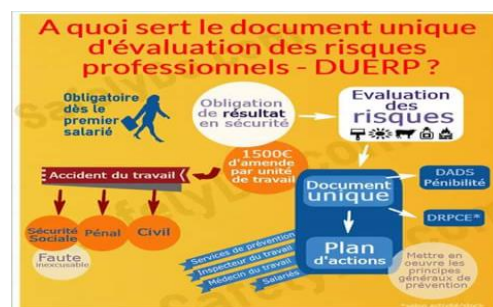 A quoi sert le document unique
d'évaluation des risques
professionnels - DUERP ?
Obligatoire
dès le
premier
salarié
Obligation
de résultat
en sécurité
Evaluation
des
risques
1500€
d'amende
par unité
de travail
Accident du travail
Document
unique
DADS
Pénibilité
DRPCE*
Sécurité
Sociale
Pénal
Civil
Faute
inexcusable
Services de prévention
Inspecteur du travail
Médecin du travail
Salariés
Plan
d'actions
Mettre en
oeuvre les
principes
généraux de
prévention